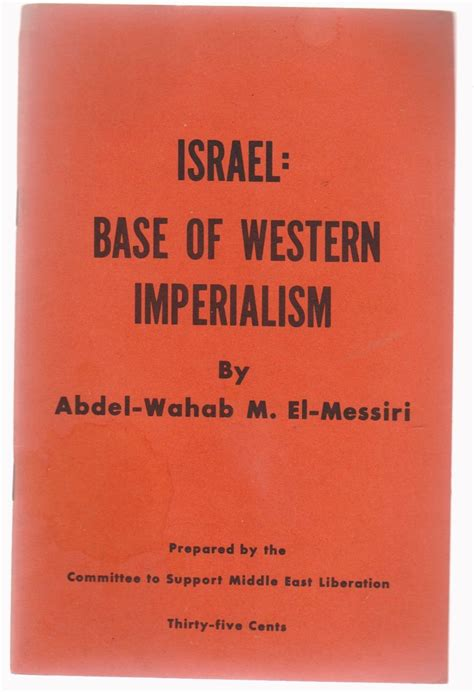 ISRAEL:
BASE OF WESTERN
IMPERIALISM
By
Abdel-Wahab M. El-Messiri
Prepared by the
Committee to Support Middle East Liberation
Thirty-five Cents